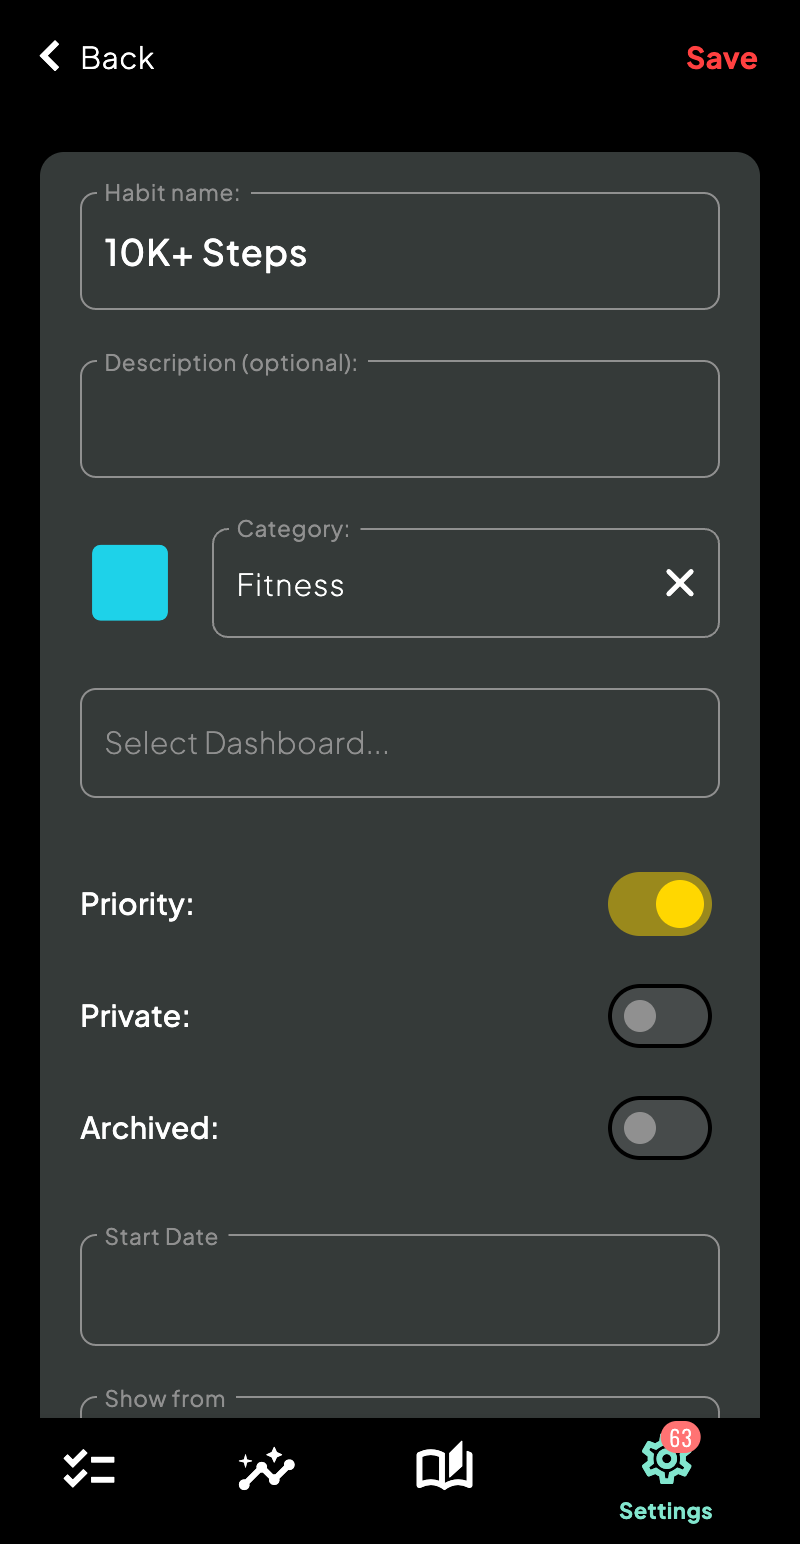 Back
Save
Habit name:
10K+ Steps
Description (optional):
Category:
Fitness
Select Dashboard...
Priority:
Private:
Archived:
Start Date
Show from
63
Settings